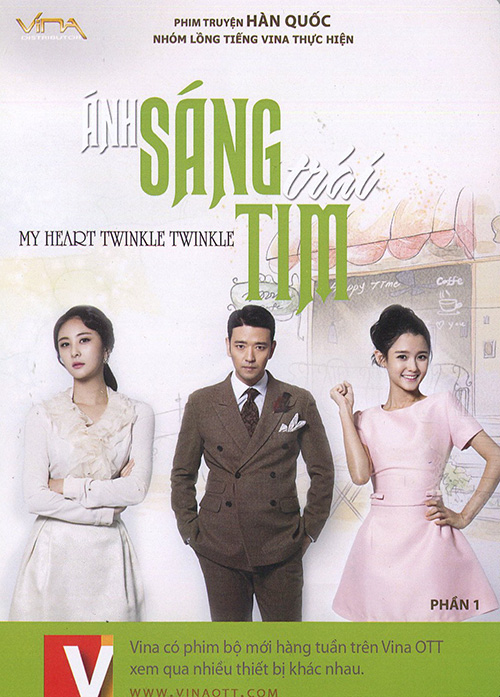 VINA
DISTRIBUTOR
PHIM TRUYỆN HÀN QUỐC
NHÓM LỒNG TIẾNG VINA THỰC HIỆN
ÁNH SÁNG trái
TIM
MY HEART TWINKLE TWINKLE
Happy Time
Coffee
you
PHẦN 1
V
Vina có phim bộ mới hàng tuần trên Vina OTT
xem qua nhiều thiết bị khác nhau.
WWW.VINAOTT.COM